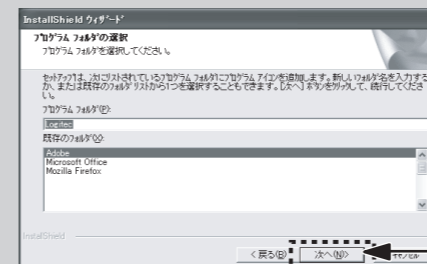 InstallShield ウィザード
プログラム フォルダの選択
プログラム フォルダを選択してください。
セットアップは、次にリストされているプログラム フォルダにプログラム アイコンを追加します。新しいフォルダ名を入力する
か、または既存のフォルダ リストから1つを選択することもできます。[次へ] ボタンをクリックして、続行してくださ
い。
プログラム フォルダ(P):
Logitec
既存のフォルダ(X):
Adobe
Microsoft Office
Mozilla Firefox
InstallShield
< 戻る(B)
次へ(N) >
キャンセル